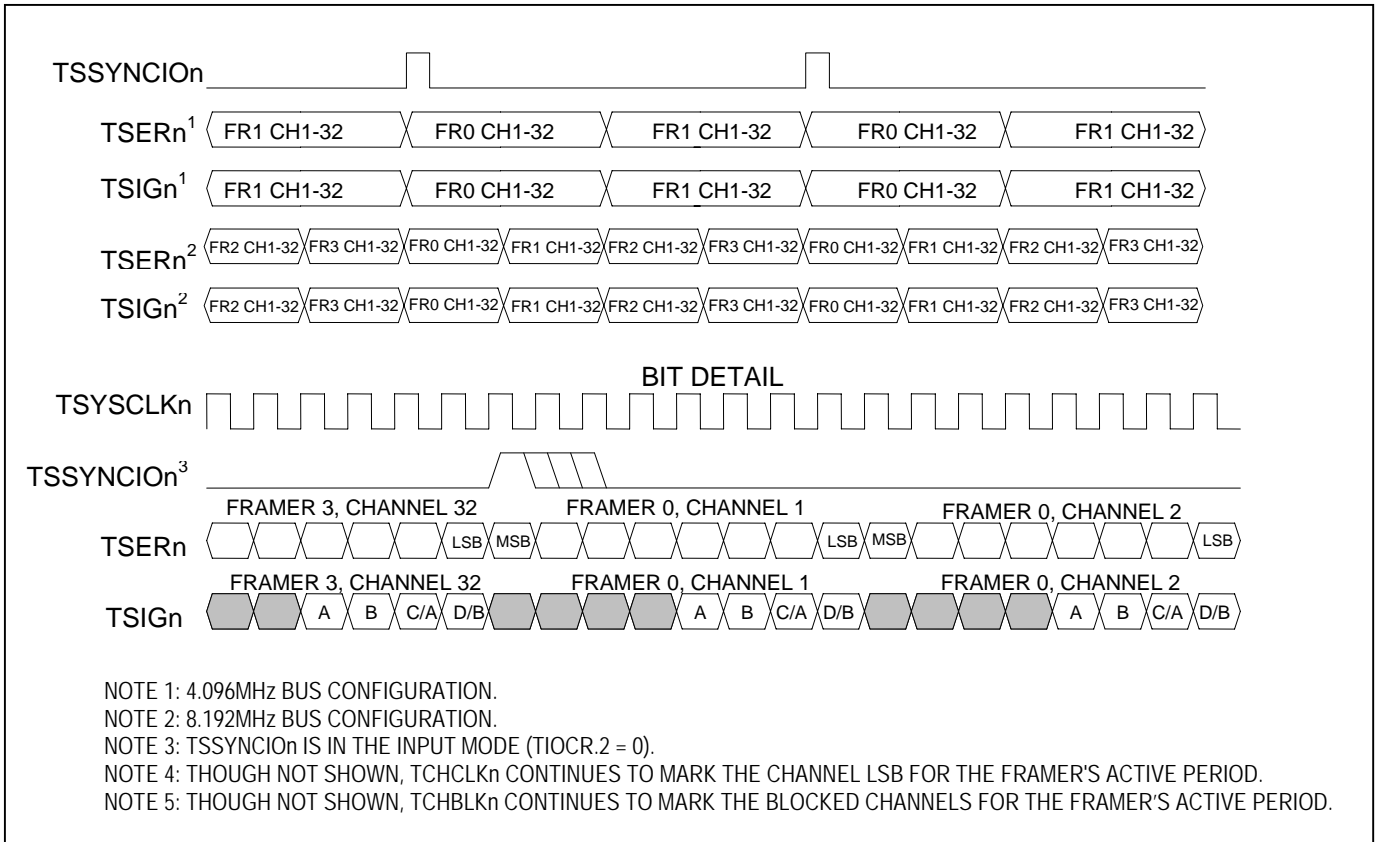 TSSYNCIOn
TSERn1 FR1 CH1-32 FR0 CH1-32 FR1 CH1-32 FR0 CH1-32 FR1 CH1-32
TSIGn1 FR1 CH1-32 FR0 CH1-32 FR1 CH1-32 FR0 CH1-32 FR1 CH1-32
TSERn2 FR2 CH1-32 FR3 CH1-32 FR0 CH1-32 FR1 CH1-32 FR2 CH1-32 FR3 CH1-32 FR0 CH1-32 FR1 CH1-32 FR2 CH1-32 FR3 CH1-32
TSIGn2 FR2 CH1-32 FR3 CH1-32 FR0 CH1-32 FR1 CH1-32 FR2 CH1-32 FR3 CH1-32 FR0 CH1-32 FR1 CH1-32 FR2 CH1-32 FR3 CH1-32
BIT DETAIL
TSYSCLKn
TSSYNCIOn3
FRAMER 3, CHANNEL 32 FRAMER 0, CHANNEL 1 FRAMER 0, CHANNEL 2
TSERn LSB MSB LSB MSB LSB
FRAMER 3, CHANNEL 32 FRAMER 0, CHANNEL 1 FRAMER 0, CHANNEL 2
TSIGn A B C/A D/B A B C/A D/B A B C/A D/B
NOTE 1: 4.096MHz BUS CONFIGURATION.
NOTE 2: 8.192MHz BUS CONFIGURATION.
NOTE 3: TSSYNCIOn IS IN THE INPUT MODE (TIOCR.2 = 0).
NOTE 4: THOUGH NOT SHOWN, TCHCLKn CONTINUES TO MARK THE CHANNEL LSB FOR THE FRAMER'S ACTIVE PERIOD.
NOTE 5: THOUGH NOT SHOWN, TCHBLKn CONTINUES TO MARK THE BLOCKED CHANNELS FOR THE FRAMER’S ACTIVE PERIOD.